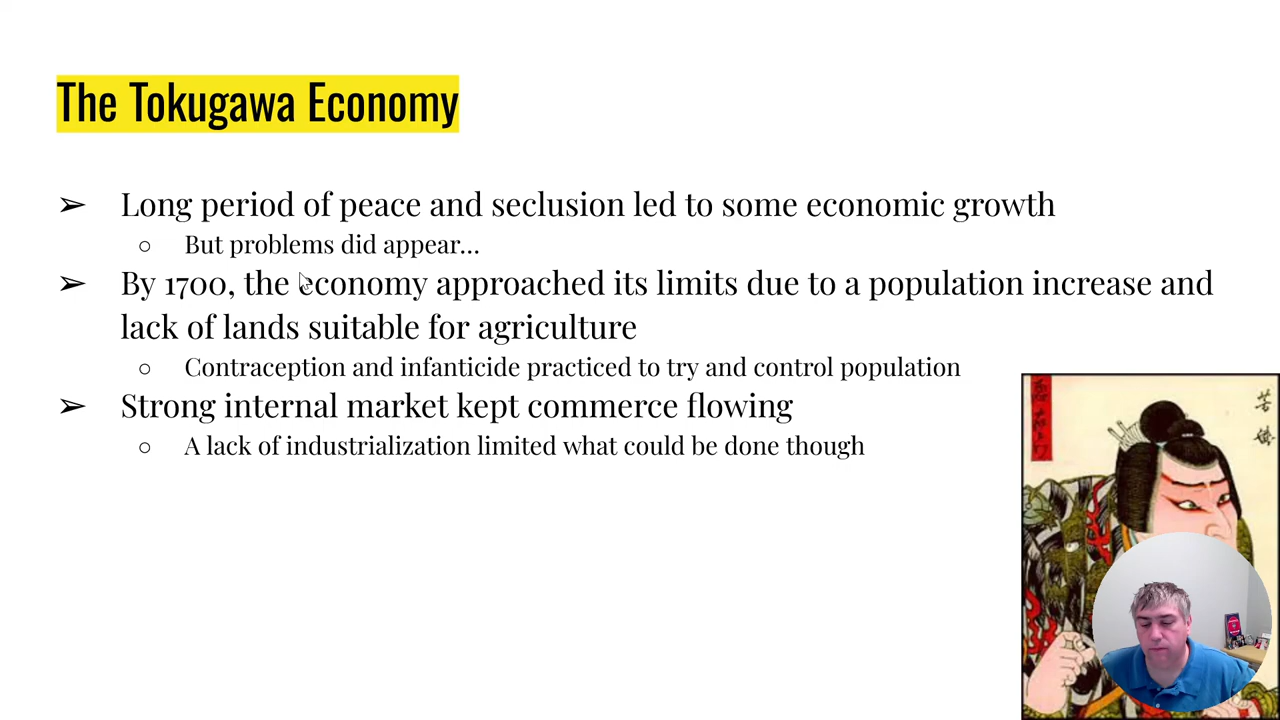 The Tokugawa Economy
➢ Long period of peace and seclusion led to some economic growth
○ But problems did appear...
➢ By 1700, the economy approached its limits due to a population increase and
lack of lands suitable for agriculture
○ Contraception and infanticide practiced to try and control population
➢ Strong internal market kept commerce flowing
○ A lack of industrialization limited what could be done though